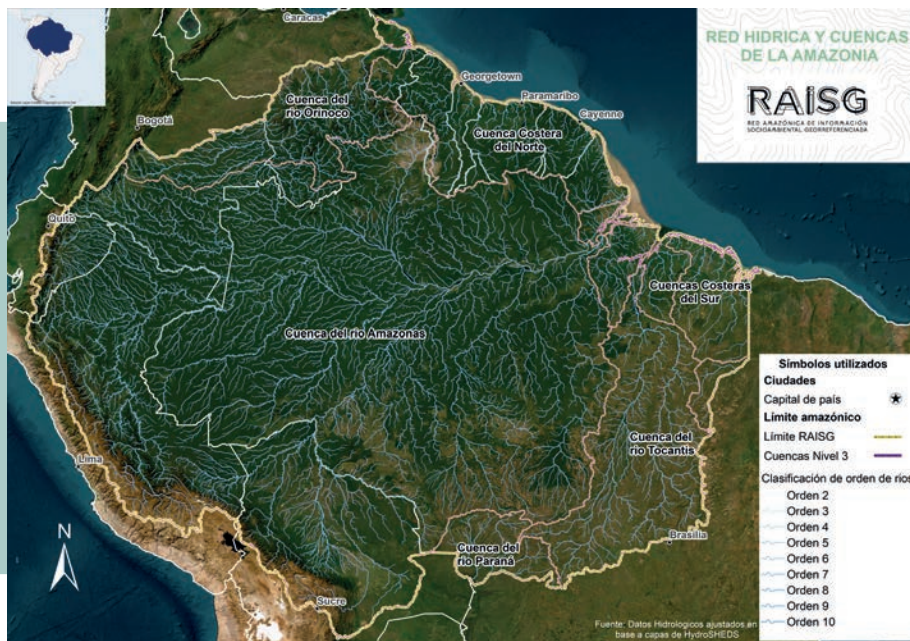 RED HIDRICA Y CUENCAS
DE LA AMAZONIA
RAISG
RED AMAZÓNICA DE INFORMACIÓN
SOCIOAMBIENTAL GEORREFERENCIADA
Caracas
Georgetown
Paramaribo
Cayenne
Cuenca del
río Orinoco
Bogotá
Cuenca Costera
del Norte
Quito
Cuencas Costeras
del Sur
Cuenca del río Amazonas
Cuenca del
río Tocantis
Lima
Brasilia
Cuenca del
río Paraná
Sucre
N
Símbolos utilizados
Ciudades
Capital de país
Límite amazónico
Límite RAISG
Cuencas Nivel 3
Clasificación de orden de rios
Orden 2
Orden 3
Orden 4
Orden 5
Orden 6
Orden 7
Orden 8
Orden 9
Orden 10
Fuente: Datos Hidrologicos ajustados en
base a capas de HydroSHEDS